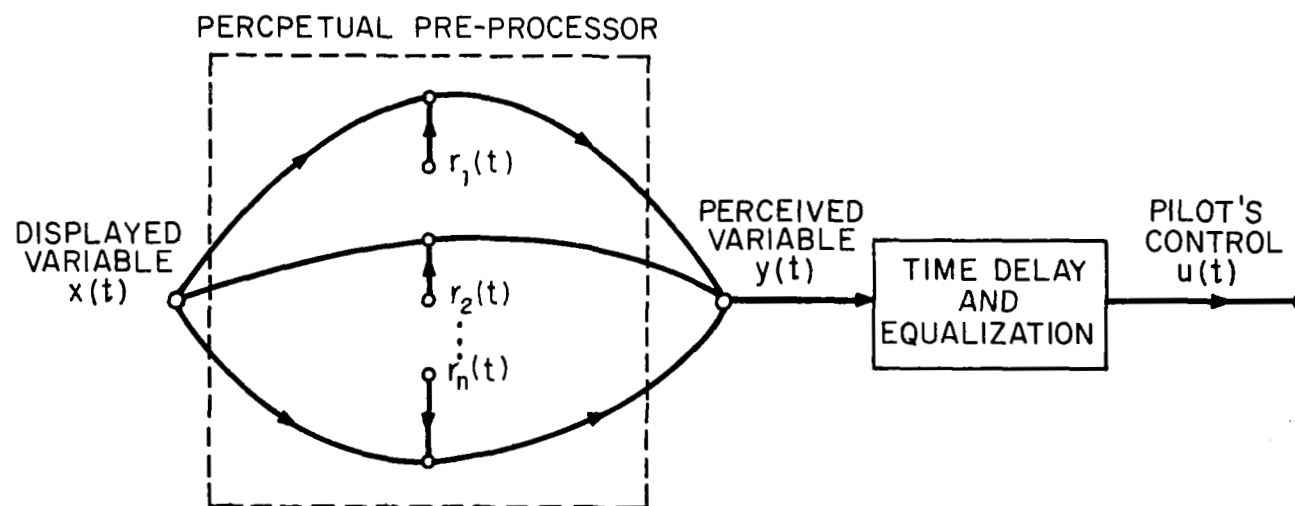 PERCPETUAL PRE-PROCESSOR
r₁(t)
DISPLAYED
VARIABLE
x(t)
r₂(t)
rₙ(t)
PERCEIVED
VARIABLE
y(t)
TIME DELAY
AND
EQUALIZATION
PILOT'S
CONTROL
u(t)